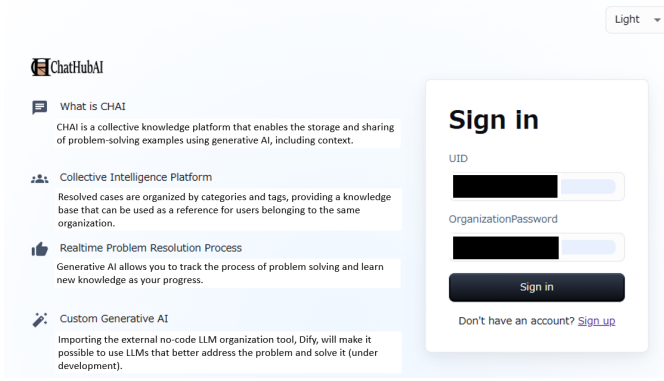 Light
ChatHubAI
What is CHAI
CHAI is a collective knowledge platform that enables the storage and sharing
of problem-solving examples using generative AI, including context.
Collective Intelligence Platform
Resolved cases are organized by categories and tags, providing a knowledge
base that can be used as a reference for users belonging to the same
organization.
Realtime Problem Resolution Process
Generative AI allows you to track the process of problem solving and learn
new knowledge as your progress.
Custom Generative AI
Importing the external no-code LLM organization tool, Dify, will make it
possible to use LLMs that better address the problem and solve it (under
development).
Sign in
UID
OrganizationPassword
Sign in
Don't have an account? Sign up